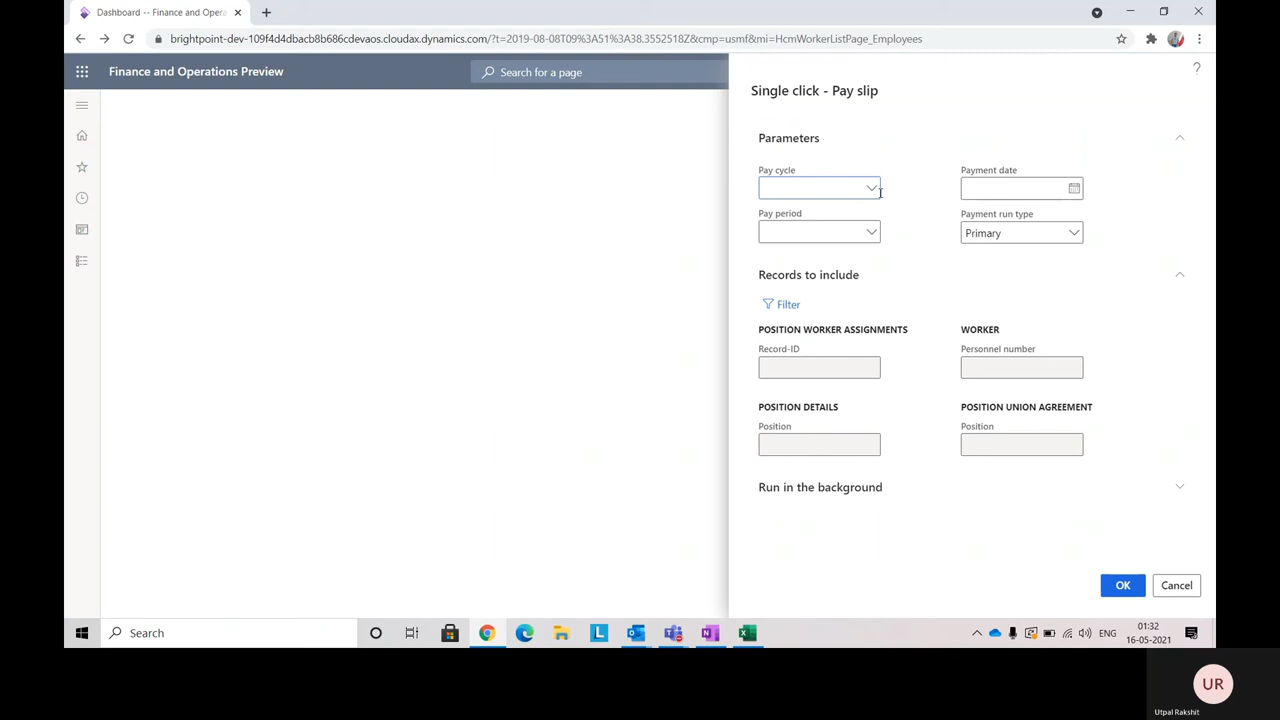 Dashboard -- Finance and Opera
brightpoint-dev-109f4d4dbacb8b686cdevaos.cloudax.dynamics.com/?t=2019-08-08T09%3A51%3A38.3552518Z&cmp=usmf&mi=HcmWorkerListPage_Employees
Finance and Operations Preview
Search for a page
?
Single click - Pay slip
Parameters
Pay cycle
Payment date
Pay period
Payment run type
Primary
Records to include
Filter
POSITION WORKER ASSIGNMENTS
WORKER
Record-ID
Personnel number
POSITION DETAILS
POSITION UNION AGREEMENT
Position
Position
Run in the background
OK
Cancel
Search
ENG
01:32
16-05-2021
UR
Utpal Rakshit